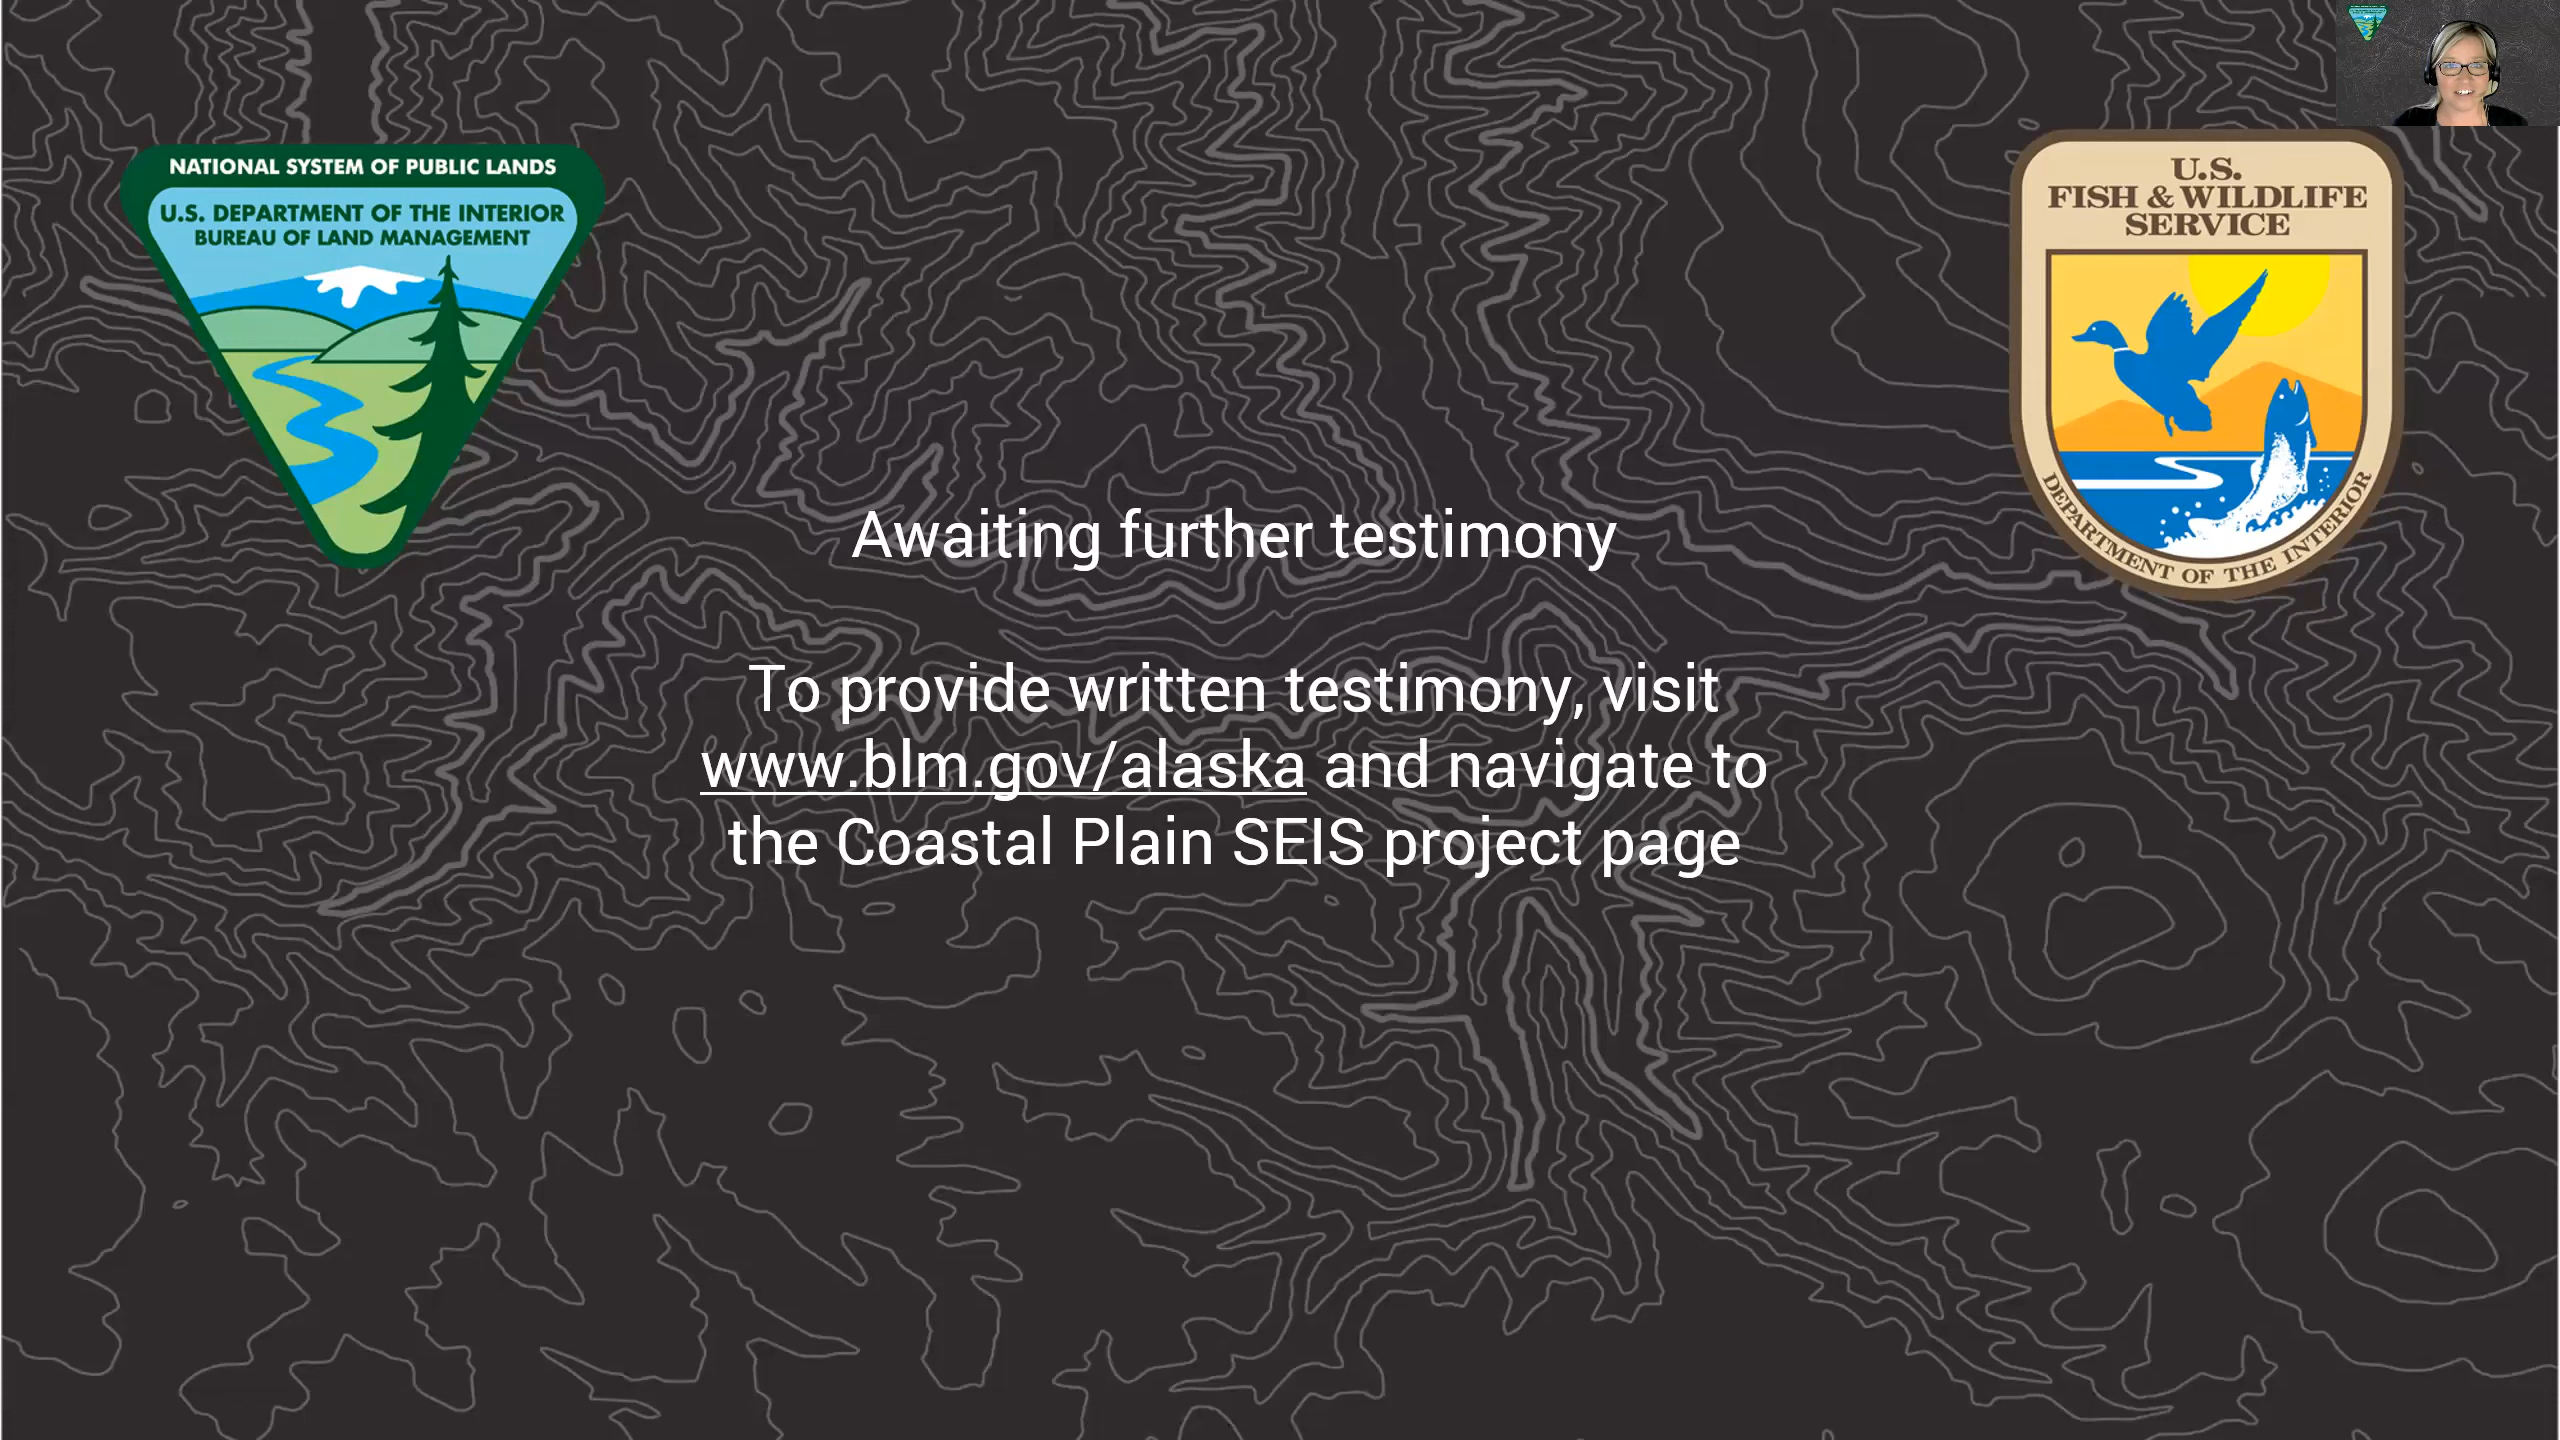 NATIONAL SYSTEM OF PUBLIC LANDS
U.S. DEPARTMENT OF THE INTERIOR
BUREAU OF LAND MANAGEMENT
U.S.
FISH & WILDLIFE
SERVICE
DEPARTMENT OF THE INTERIOR
Awaiting further testimony
To provide written testimony, visit
www.blm.gov/alaska and navigate to
the Coastal Plain SEIS project page